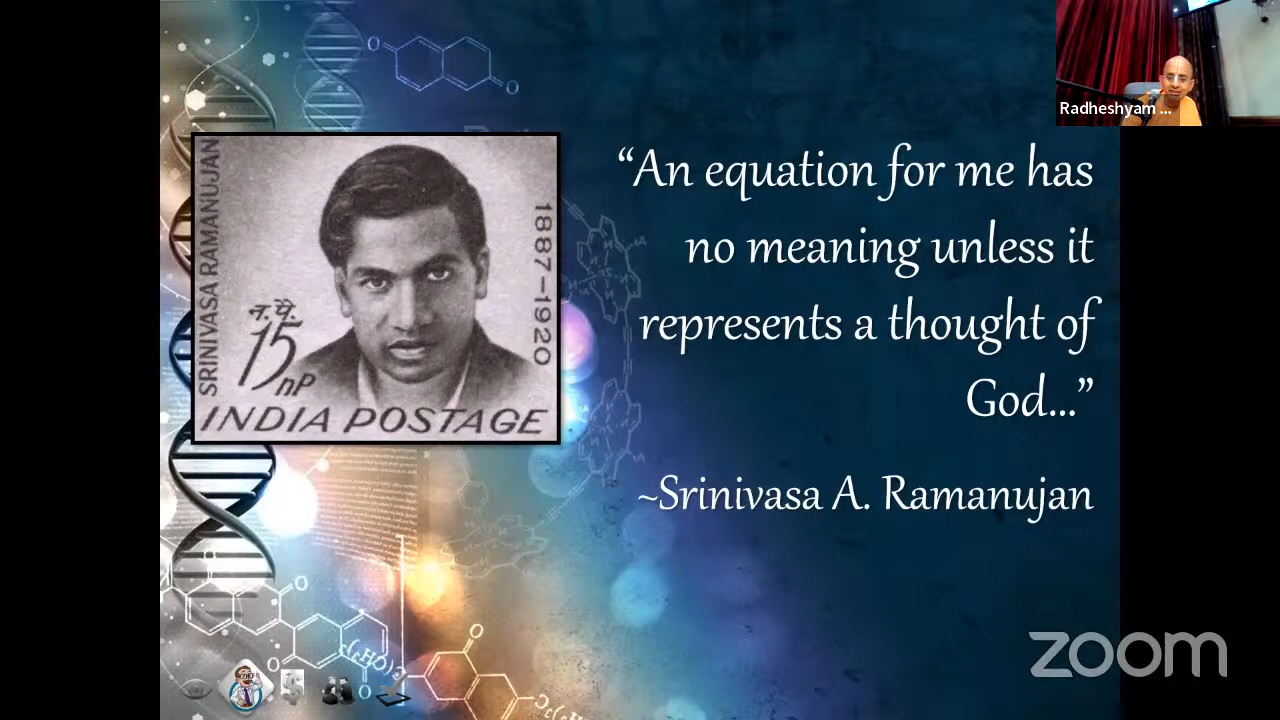 Radheshyam ...
SRINIVASA RAMANUJAN
1887-1920
न.पै.
15 nP
INDIA POSTAGE
“An equation for me has
no meaning unless it
represents a thought of
God...”
~Srinivasa A. Ramanujan
zoom